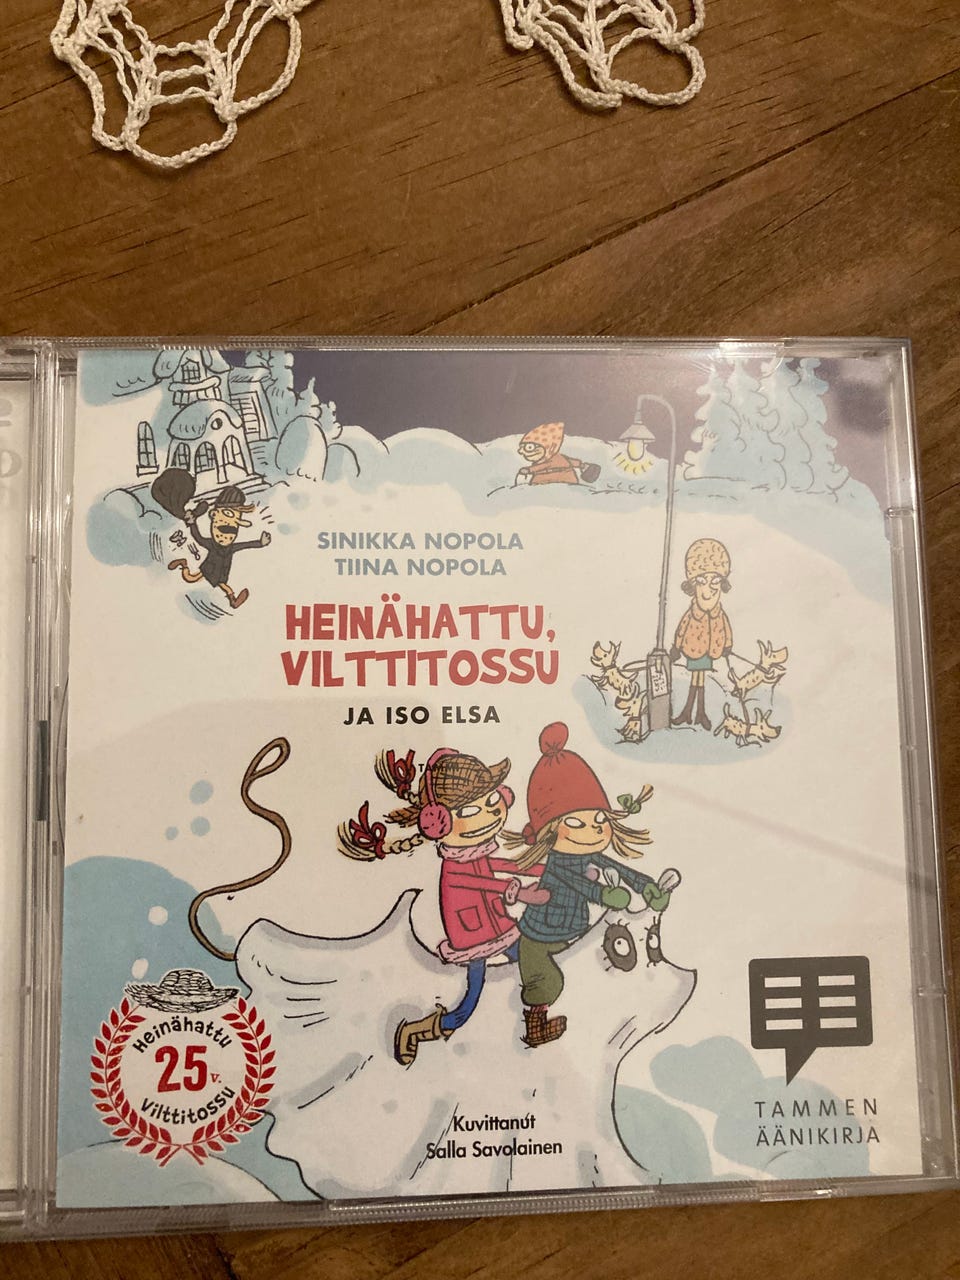 SINIKKA NOPOLA
TIINA NOPOLA
HEINÄHATTU,
VILTTITOSSU
JA ISO ELSA
Heinähattu
25 v.
Vilttitossu
Kuvittanut
Salla Savolainen
TAMMEN
ÄÄNIKIRJA